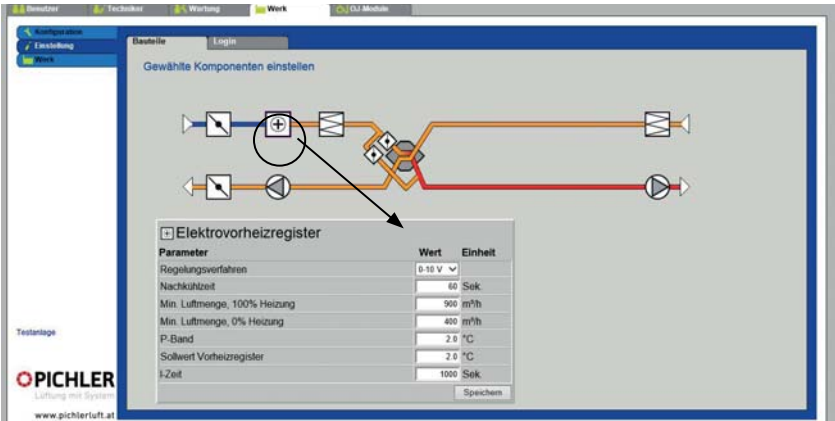 Benutzer Techniker Wartung Werk OJ-Module
Konfiguration
Einstellung
Werk
Bauteile Login
Gewählte Komponenten einstellen
Elektrovorheizregister
Parameter Wert Einheit
Regelungsverfahren 0-10 V
Nachkühlzeit 60 Sek.
Min. Luftmenge, 100% Heizung 900 m³/h
Min. Luftmenge, 0% Heizung 400 m³/h
P-Band 2.0 °C
Sollwert Vorheizregister 2.0 °C
I-Zeit 1000 Sek.
Speichern
Testanlage
PICHLER
Lüftung mit System
www.pichlerluft.at